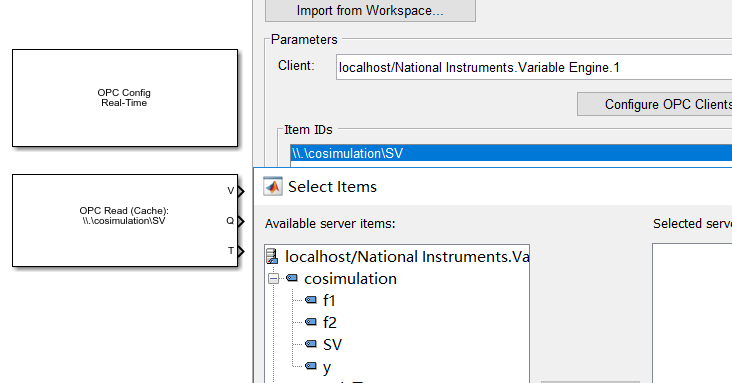 Import from Workspace...
Parameters
Client: localhost/National Instruments.Variable Engine.1
OPC Config
Real-Time
Configure OPC Clients
Item IDs
\\.\cosimulation\SV
Select Items
OPC Read (Cache):
\\.\cosimulation\SV
V
Q
T
Available server items:
Selected serve
localhost/National Instruments.Va
cosimulation
f1
f2
SV
y